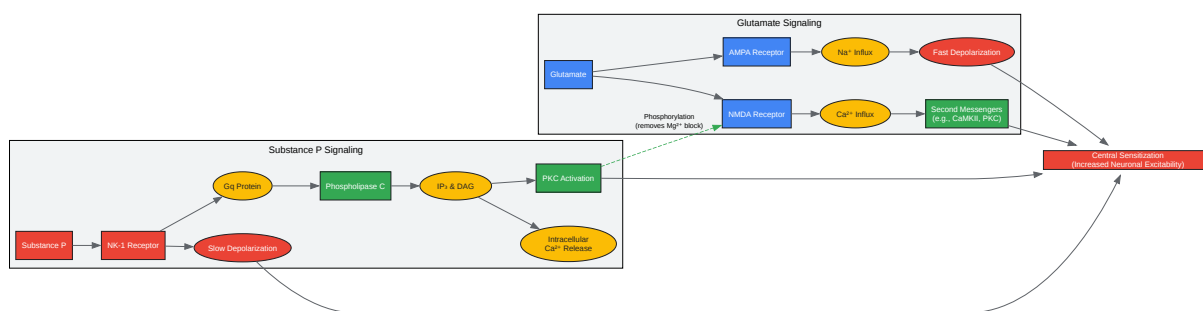 Glutamate Signaling
Glutamate
AMPA Receptor
Na⁺ Influx
Fast Depolarization
NMDA Receptor
Ca²⁺ Influx
Second Messengers
(e.g., CaMKII, PKC)
Phosphorylation
(removes Mg²⁺ block)
Central Sensitization
(Increased Neuronal Excitability)
Substance P Signaling
Substance P
NK-1 Receptor
Gq Protein
Phospholipase C
IP₃ & DAG
PKC Activation
Intracellular
Ca²⁺ Release
Slow Depolarization